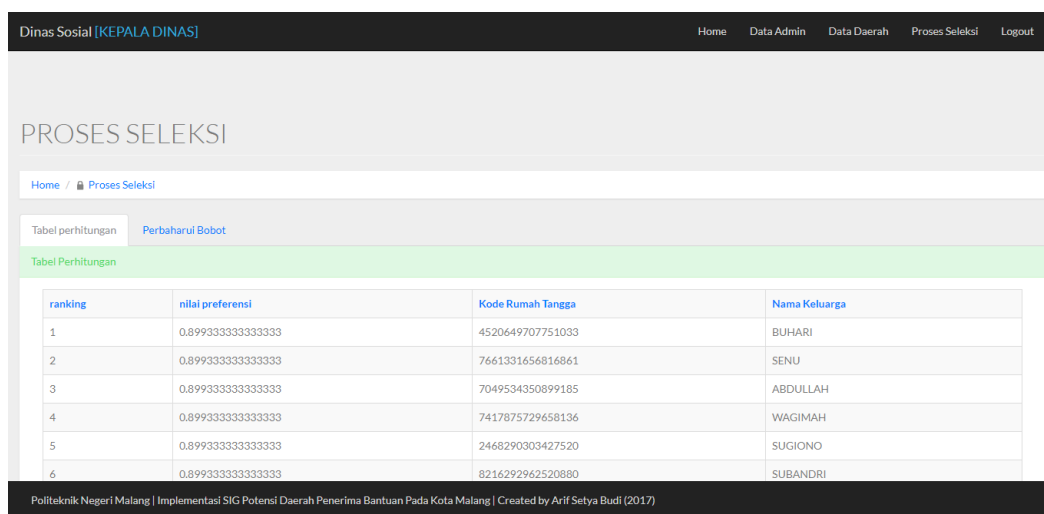 Dinas Sosial [KEPALA DINAS] Home Data Admin Data Daerah Proses Seleksi Logout
PROSES SELEKSI
Home / Proses Seleksi
Tabel perhitungan Perbaharui Bobot
Tabel Perhitungan
ranking nilai preferensi Kode Rumah Tangga Nama Keluarga
1 0.899333333333333 4520649707751033 BUHARI
2 0.899333333333333 7661331656816861 SENU
3 0.899333333333333 7049534350899185 ABDULLAH
4 0.899333333333333 7417875729658136 WAGIMAH
5 0.899333333333333 2468290303427520 SUGIONO
6 0.899333333333333 8216292962520880 SUBANDRI
Politeknik Negeri Malang | Implementasi SIG Potensi Daerah Penerima Bantuan Pada Kota Malang | Created by Arif Setya Budi (2017)